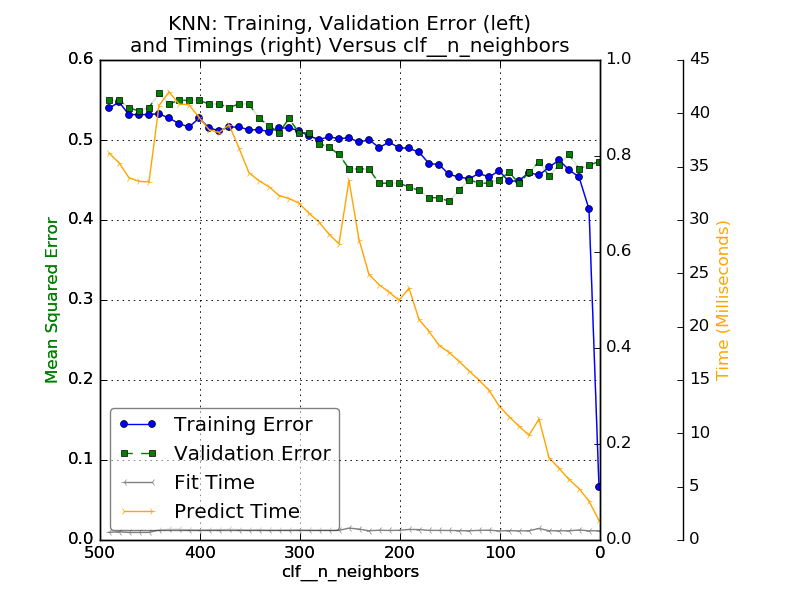 KNN: Training, Validation Error (left)
and Timings (right) Versus clf__n_neighbors
0.6
0.5
0.4
0.3
0.2
0.1
0.0
Mean Squared Error
1.0
0.8
0.6
0.4
0.2
0.0
45
40
35
30
25
20
15
10
5
0
Time (Milliseconds)
Training Error
Validation Error
Fit Time
Predict Time
500 400 300 200 100 0
clf__n_neighbors